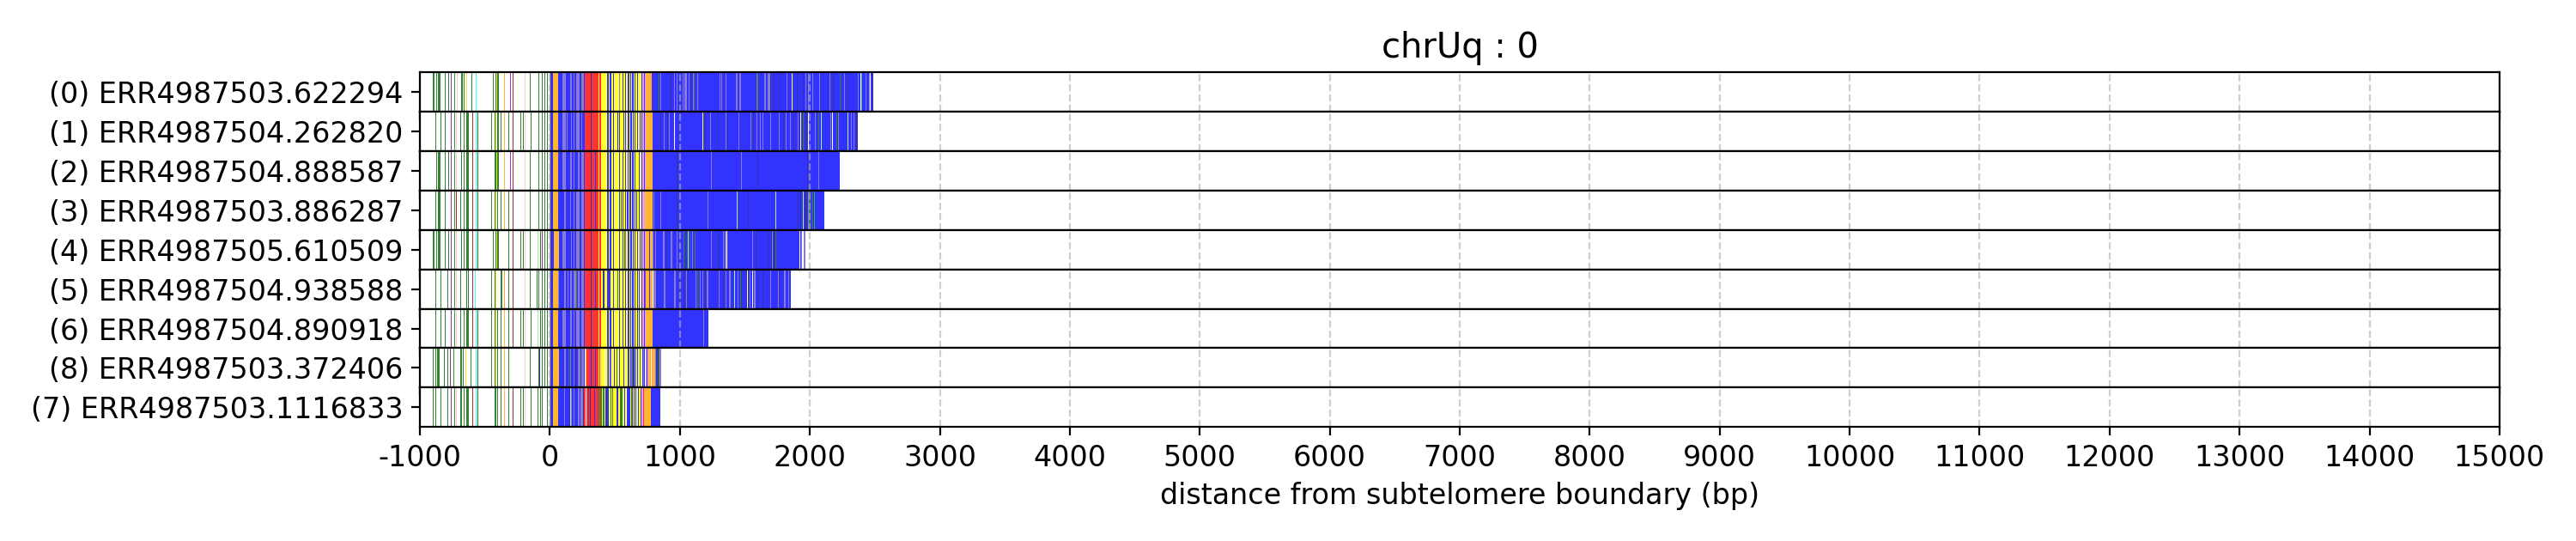 chrUq : 0
(0) ERR4987503.622294
(1) ERR4987504.262820
(2) ERR4987504.888587
(3) ERR4987503.886287
(4) ERR4987505.610509
(5) ERR4987504.938588
(6) ERR4987504.890918
(8) ERR4987503.372406
(7) ERR4987503.1116833
-1000 0 1000 2000 3000 4000 5000 6000 7000 8000 9000 10000 11000 12000 13000 14000 15000
distance from subtelomere boundary (bp)